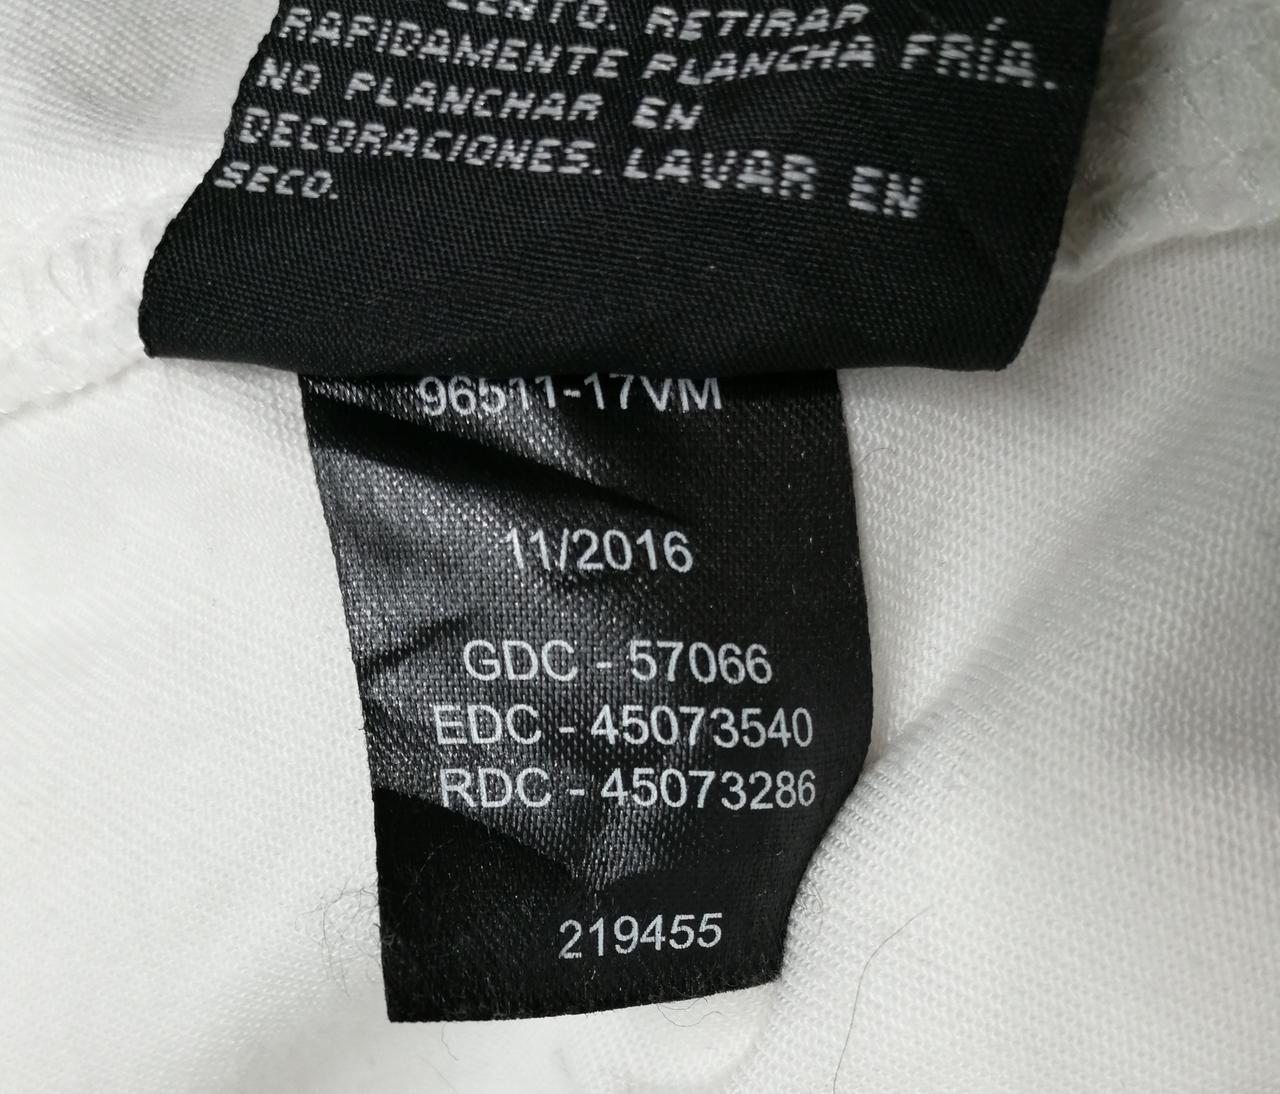 RETIRAR
RAPIDAMENTE PLANCHA FRÍA.
NO PLANCHAR EN
DECORACIONES. LAVAR EN
SECO.
96511-17VM
11/2016
GDC - 57066
EDC - 45073540
RDC - 45073286
219455